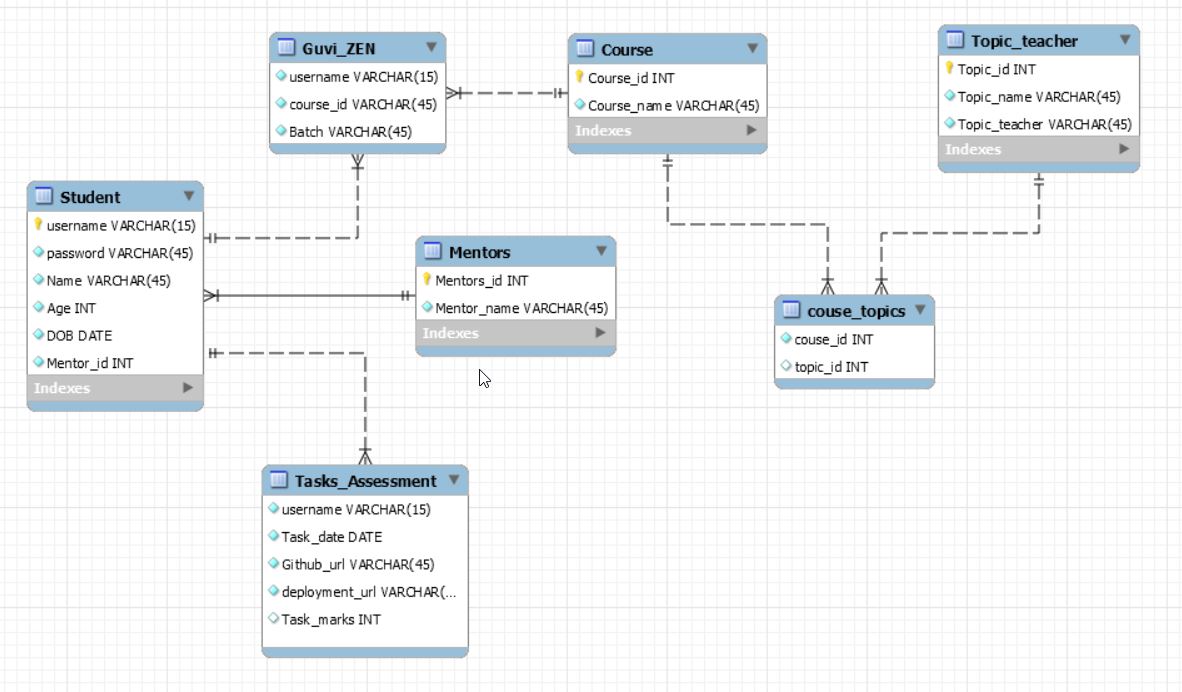 Guvi_ZEN
username VARCHAR(15)
course_id VARCHAR(45)
Batch VARCHAR(45)
Course
Course_id INT
Course_name VARCHAR(45)
Indexes
Topic_teacher
Topic_id INT
Topic_name VARCHAR(45)
Topic_teacher VARCHAR(45)
Indexes
Student
username VARCHAR(15)
password VARCHAR(45)
Name VARCHAR(45)
Age INT
DOB DATE
Mentor_id INT
Indexes
Mentors
Mentors_id INT
Mentor_name VARCHAR(45)
Indexes
couse_topics
couse_id INT
topic_id INT
Tasks_Assessment
username VARCHAR(15)
Task_date DATE
Github_url VARCHAR(45)
deployment_url VARCHAR(...
Task_marks INT